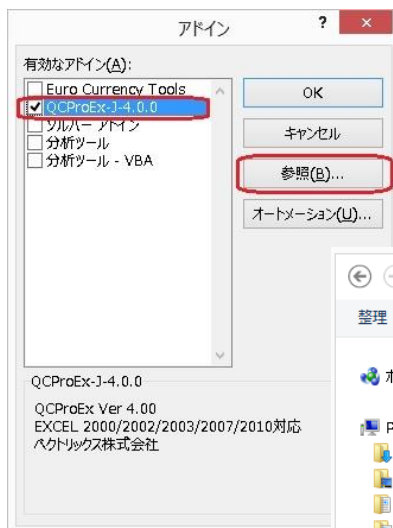 アドイン
有効なアドイン(A):
Euro Currency Tools
QCProEx-J-4.0.0
ソルバー アドイン
分析ツール
分析ツール - VBA
OK
キャンセル
参照(B)...
オートメーション(U)...
整理
QCProEx-J-4.0.0
QCProEx Ver 4.00
EXCEL 2000/2002/2003/2007/2010対応
ベクトリックス株式会社